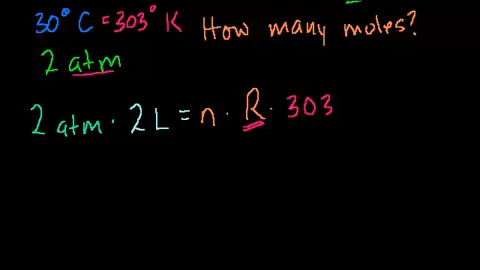 30° C = 303° K How many moles?
2 atm
2 atm · 2 L = n · R · 303